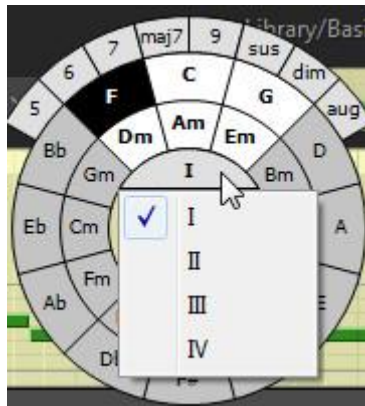 Library/Basi
5 6 7 maj7 9 sus dim aug
F C G
Dm Am Em
Bb Gm I Bm D
Eb Cm A
Ab Fm
I
II
III
IV